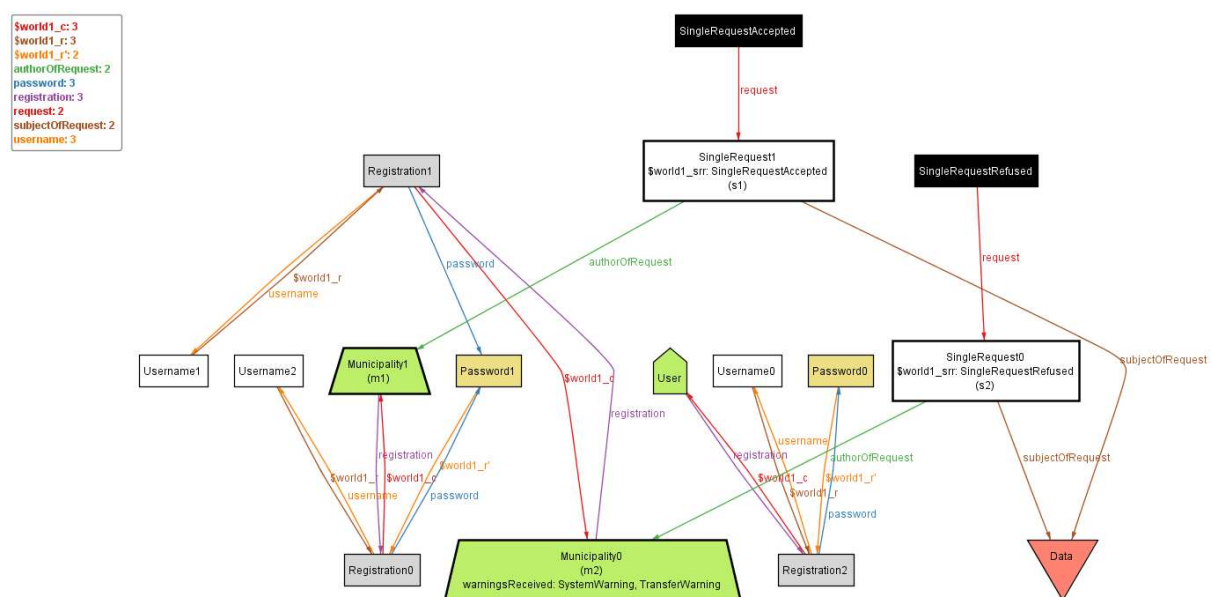 $world1_c: 3
$world1_r: 3
$world1_r': 2
authorOfRequest: 2
password: 3
registration: 3
request: 2
subjectOfRequest: 2
username: 3
SingleRequestAccepted
request
SingleRequest1
$world1_srr: SingleRequestAccepted
(s1)
SingleRequestRefused
Registration1
request
password
authorOfRequest
$world1_r
username
subjectOfRequest
SingleRequest0
$world1_srr: SingleRequestRefused
(s2)
Username1
Username2
Municipality1
(m1)
Password1
$world1_c
User
Username0
Password0
registration
username
registration
registration
authorOfRequest
subjectOfRequest
$world1_r
$world1_c
$world1_r'
$world1_c
$world1_r'
username
password
$world1_r
password
Registration0
Municipality0
(m2)
warningsReceived: SystemWarning, TransferWarning
Registration2
Data